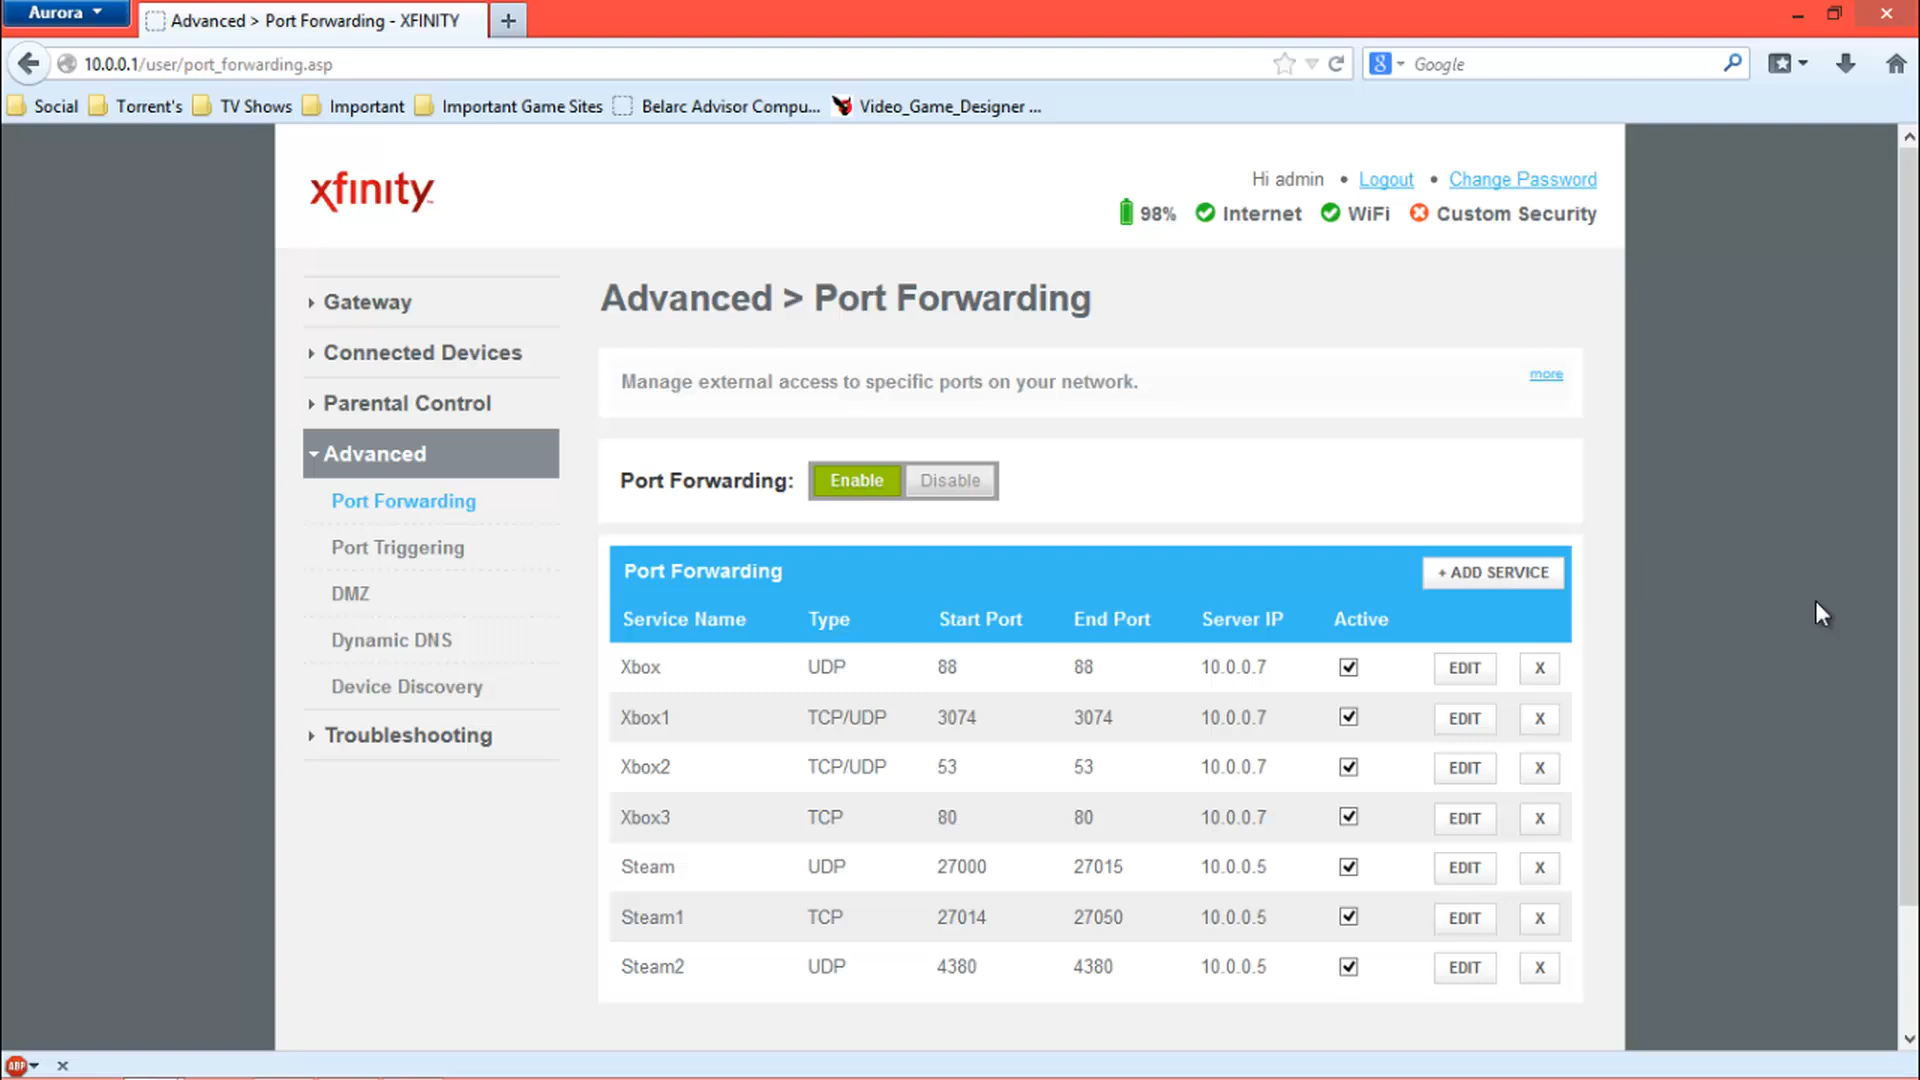 Aurora
Advanced > Port Forwarding - XFINITY
10.0.0.1/user/port_forwarding.asp
Google
Social
Torrent's
TV Shows
Important
Important Game Sites
Belarc Advisor Compu...
Video_Game_Designer ...
xfinity
Hi admin • Logout • Change Password
98% Internet WiFi Custom Security
Gateway
Connected Devices
Parental Control
Advanced
Port Forwarding
Port Triggering
DMZ
Dynamic DNS
Device Discovery
Troubleshooting
Advanced > Port Forwarding
Manage external access to specific ports on your network.
more
Port Forwarding: Enable Disable
Port Forwarding
+ ADD SERVICE
Service Name Type Start Port End Port Server IP Active
Xbox UDP 88 88 10.0.0.7 EDIT X
Xbox1 TCP/UDP 3074 3074 10.0.0.7 EDIT X
Xbox2 TCP/UDP 53 53 10.0.0.7 EDIT X
Xbox3 TCP 80 80 10.0.0.7 EDIT X
Steam UDP 27000 27015 10.0.0.5 EDIT X
Steam1 TCP 27014 27050 10.0.0.5 EDIT X
Steam2 UDP 4380 4380 10.0.0.5 EDIT X
ABP